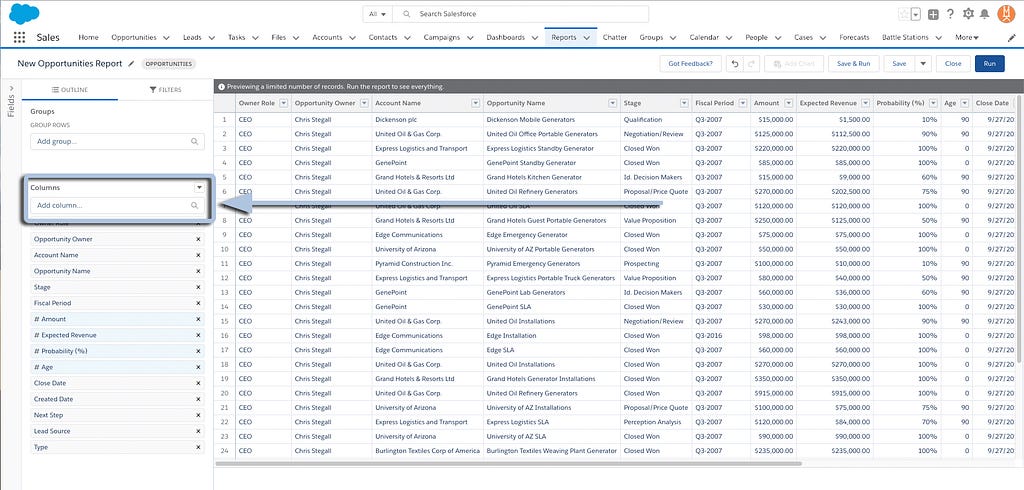 All Search Salesforce
Sales Home Opportunities Leads Tasks Files Accounts Contacts Campaigns Dashboards Reports Chatter Groups Calendar People Cases Forecasts Battle Stations More
New Opportunities Report OPPORTUNITIES Got Feedback? Add Chart Save & Run Save Close Run
Fields
OUTLINE FILTERS
Groups
GROUP ROWS
Add group...
Columns
Add column...
Owner Role
Opportunity Owner
Account Name
Opportunity Name
Stage
Fiscal Period
# Amount
# Expected Revenue
# Probability (%)
# Age
Close Date
Created Date
Next Step
Lead Source
Type
Previewing a limited number of records. Run the report to see everything.
Owner Role Opportunity Owner Account Name Opportunity Name Stage Fiscal Period Amount Expected Revenue Probability (%) Age Close Date
1 CEO Chris Stegall Dickenson plc Dickenson Mobile Generators Qualification Q3-2007 $15,000.00 $1,500.00 10% 90 9/27/20
2 CEO Chris Stegall United Oil & Gas Corp. United Oil Office Portable Generators Negotiation/Review Q3-2007 $125,000.00 $112,500.00 90% 90 9/27/20
3 CEO Chris Stegall Express Logistics and Transport Express Logistics Standby Generator Closed Won Q3-2007 $220,000.00 $220,000.00 100% 0 9/27/20
4 CEO Chris Stegall GenePoint GenePoint Standby Generator Closed Won Q3-2007 $85,000.00 $85,000.00 100% 0 9/27/20
5 CEO Chris Stegall Grand Hotels & Resorts Ltd Grand Hotels Kitchen Generator Id. Decision Makers Q3-2007 $15,000.00 $9,000.00 60% 90 9/27/20
6 CEO Chris Stegall United Oil & Gas Corp. United Oil Refinery Generators Proposal/Price Quote Q3-2007 $270,000.00 $202,500.00 75% 90 9/27/20
CEO Chris Stegall United Oil & Gas Corp. United Oil SLA Closed Won Q3-2007 $120,000.00 $120,000.00 100% 0 9/27/20
8 CEO Chris Stegall Grand Hotels & Resorts Ltd Grand Hotels Guest Portable Generators Value Proposition Q3-2007 $250,000.00 $125,000.00 50% 90 9/27/20
9 CEO Chris Stegall Edge Communications Edge Emergency Generator Closed Won Q3-2007 $75,000.00 $75,000.00 100% 0 9/27/20
10 CEO Chris Stegall University of Arizona University of AZ Portable Generators Closed Won Q3-2007 $50,000.00 $50,000.00 100% 0 9/27/20
11 CEO Chris Stegall Pyramid Construction Inc. Pyramid Emergency Generators Prospecting Q3-2007 $100,000.00 $10,000.00 10% 90 9/27/20
12 CEO Chris Stegall Express Logistics and Transport Express Logistics Portable Truck Generators Value Proposition Q3-2007 $80,000.00 $40,000.00 50% 90 9/27/20
13 CEO Chris Stegall GenePoint GenePoint Lab Generators Id. Decision Makers Q3-2007 $60,000.00 $36,000.00 60% 90 9/27/20
14 CEO Chris Stegall GenePoint GenePoint SLA Closed Won Q3-2007 $30,000.00 $30,000.00 100% 0 9/27/20
15 CEO Chris Stegall United Oil & Gas Corp. United Oil Installations Negotiation/Review Q3-2007 $270,000.00 $243,000.00 90% 90 9/27/20
16 CEO Chris Stegall Edge Communications Edge Installation Closed Won Q3-2016 $98,000.00 $98,000.00 100% 0 9/27/20
17 CEO Chris Stegall Edge Communications Edge SLA Closed Won Q3-2007 $60,000.00 $60,000.00 100% 0 9/27/20
18 CEO Chris Stegall United Oil & Gas Corp. United Oil Installations Closed Won Q3-2007 $270,000.00 $270,000.00 100% 0 9/27/20
19 CEO Chris Stegall Grand Hotels & Resorts Ltd Grand Hotels Generator Installations Closed Won Q3-2007 $350,000.00 $350,000.00 100% 0 9/27/20
20 CEO Chris Stegall United Oil & Gas Corp. United Oil Refinery Generators Closed Won Q3-2007 $915,000.00 $915,000.00 100% 0 9/27/20
21 CEO Chris Stegall University of Arizona University of AZ Installations Proposal/Price Quote Q3-2007 $100,000.00 $75,000.00 75% 90 9/27/20
22 CEO Chris Stegall Express Logistics and Transport Express Logistics SLA Perception Analysis Q3-2007 $120,000.00 $84,000.00 70% 90 9/27/20
23 CEO Chris Stegall University of Arizona University of AZ SLA Closed Won Q3-2007 $90,000.00 $90,000.00 100% 0 9/27/20
24 CEO Chris Stegall Burlington Textiles Corp of America Burlington Textiles Weaving Plant Generator Closed Won Q3-2007 $235,000.00 $235,000.00 100% 0 9/27/20